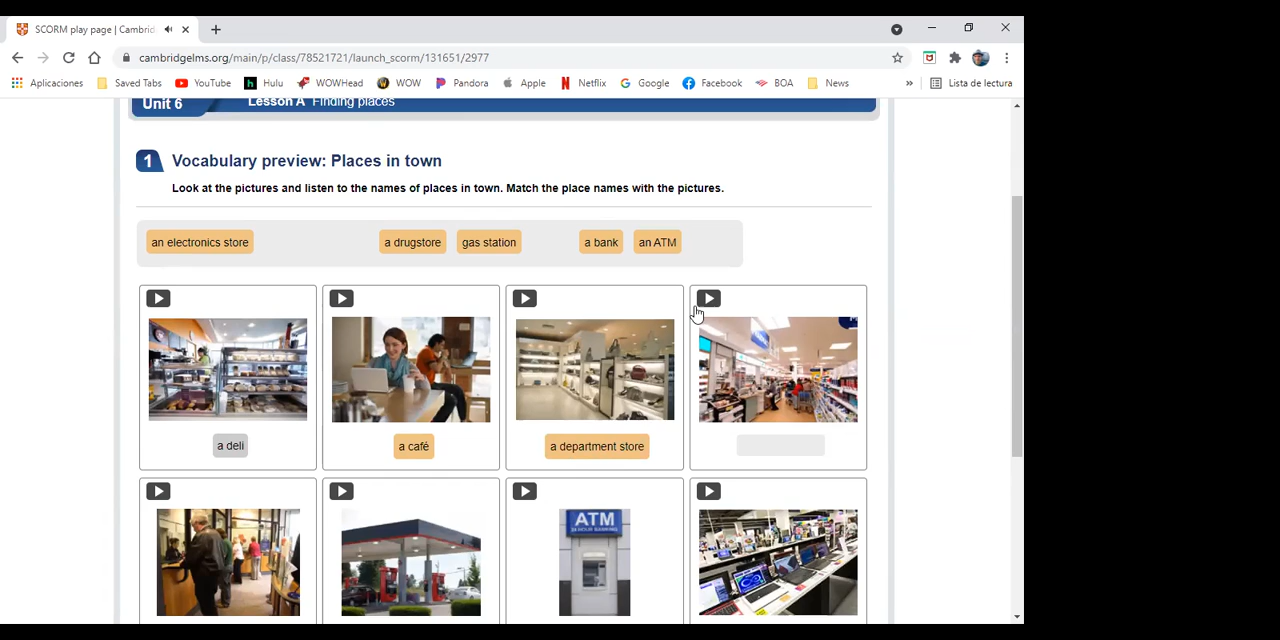 SCORM play page | Cambrid
cambridgelms.org/main/p/class/78521721/launch_scorm/131651/2977
Aplicaciones Saved Tabs YouTube Hulu WOWHead WOW Pandora Apple Netflix Google Facebook BOA News » Lista de lectura
Unit 6 Lesson A Finding places
1 Vocabulary preview: Places in town
Look at the pictures and listen to the names of places in town. Match the place names with the pictures.
an electronics store a drugstore gas station a bank an ATM
a deli a café a department store
ATM